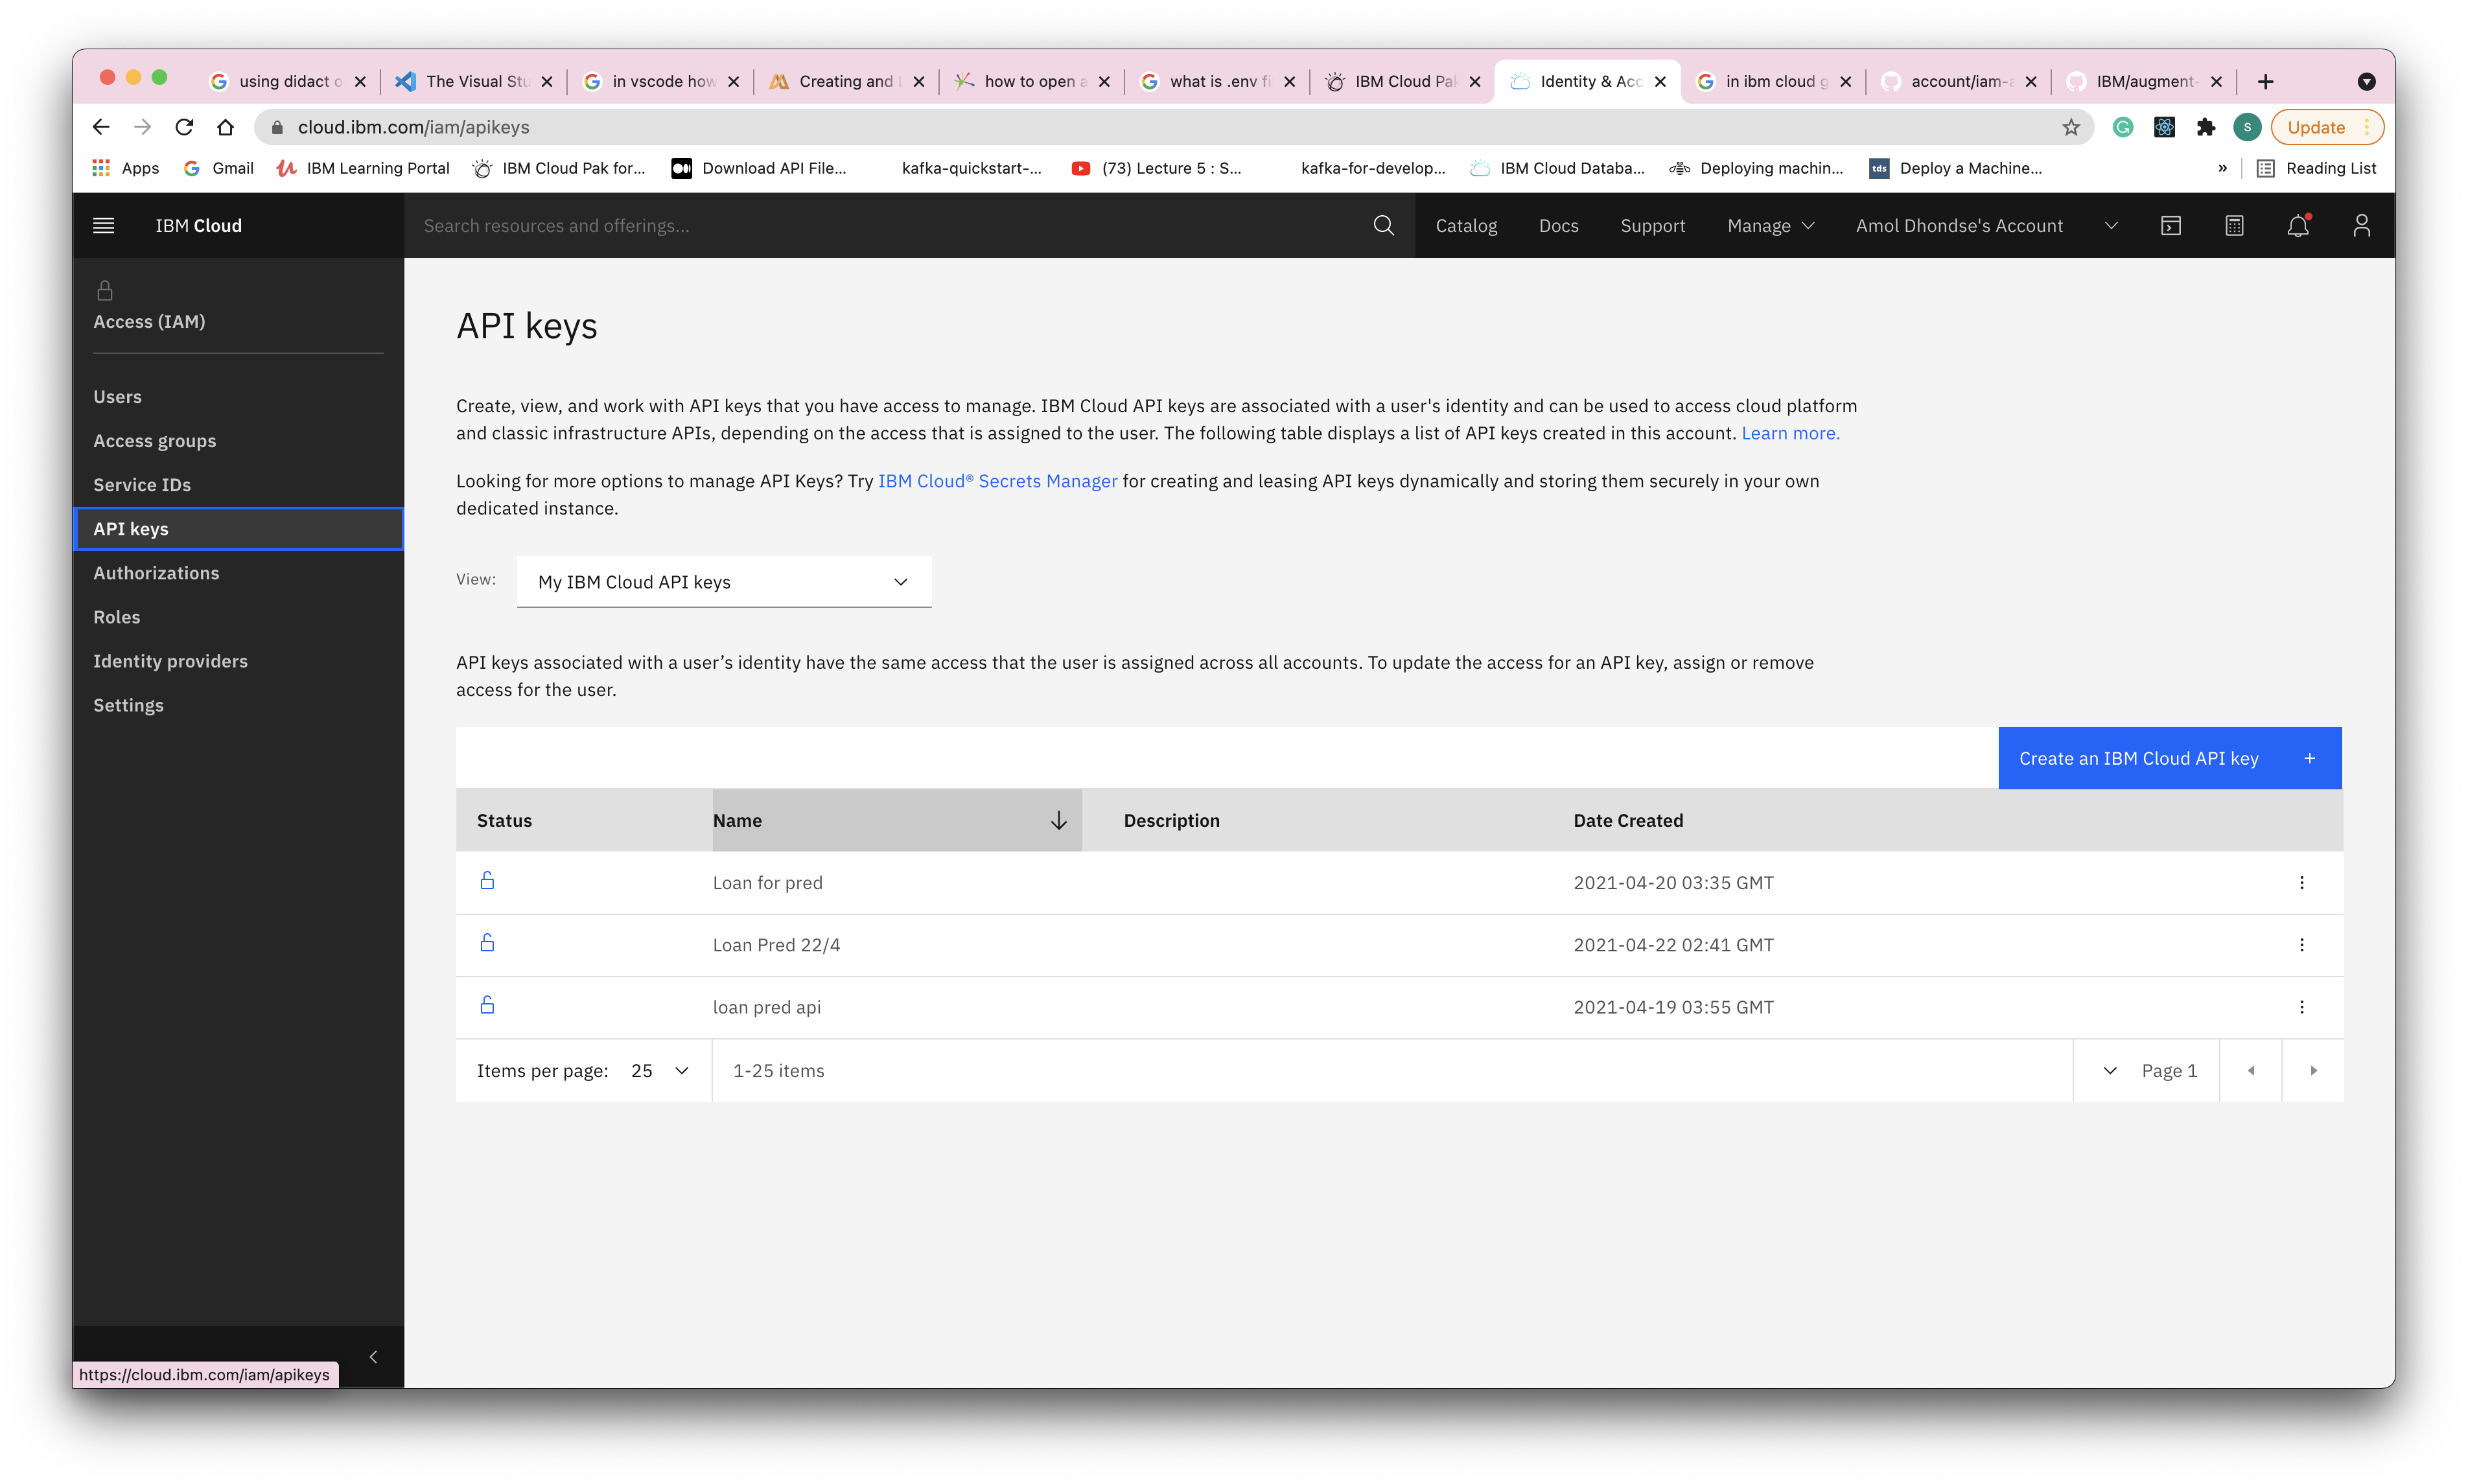 using didact o
The Visual Stu
in vscode how
Creating and
how to open a
what is .env fi
IBM Cloud Pak
Identity & Acc
in ibm cloud g
account/iam-a
IBM/augment-
cloud.ibm.com/iam/apikeys
S
Update
Apps
Gmail
IBM Learning Portal
IBM Cloud Pak for...
Download API File...
kafka-quickstart-...
(73) Lecture 5 : S...
kafka-for-develop...
IBM Cloud Databa...
Deploying machin...
tds
Deploy a Machine...
»
Reading List
IBM Cloud
Search resources and offerings...
Catalog
Docs
Support
Manage
Amol Dhondse's Account
Access (IAM)
Users
Access groups
Service IDs
API keys
Authorizations
Roles
Identity providers
Settings
API keys
Create, view, and work with API keys that you have access to manage. IBM Cloud API keys are associated with a user's identity and can be used to access cloud platform
and classic infrastructure APIs, depending on the access that is assigned to the user. The following table displays a list of API keys created in this account. Learn more.
Looking for more options to manage API Keys? Try IBM Cloud® Secrets Manager for creating and leasing API keys dynamically and storing them securely in your own
dedicated instance.
View:
My IBM Cloud API keys
API keys associated with a user’s identity have the same access that the user is assigned across all accounts. To update the access for an API key, assign or remove
access for the user.
Create an IBM Cloud API key +
Status Name Description Date Created
Loan for pred 2021-04-20 03:35 GMT
Loan Pred 22/4 2021-04-22 02:41 GMT
loan pred api 2021-04-19 03:55 GMT
Items per page: 25 1-25 items Page 1
https://cloud.ibm.com/iam/apikeys